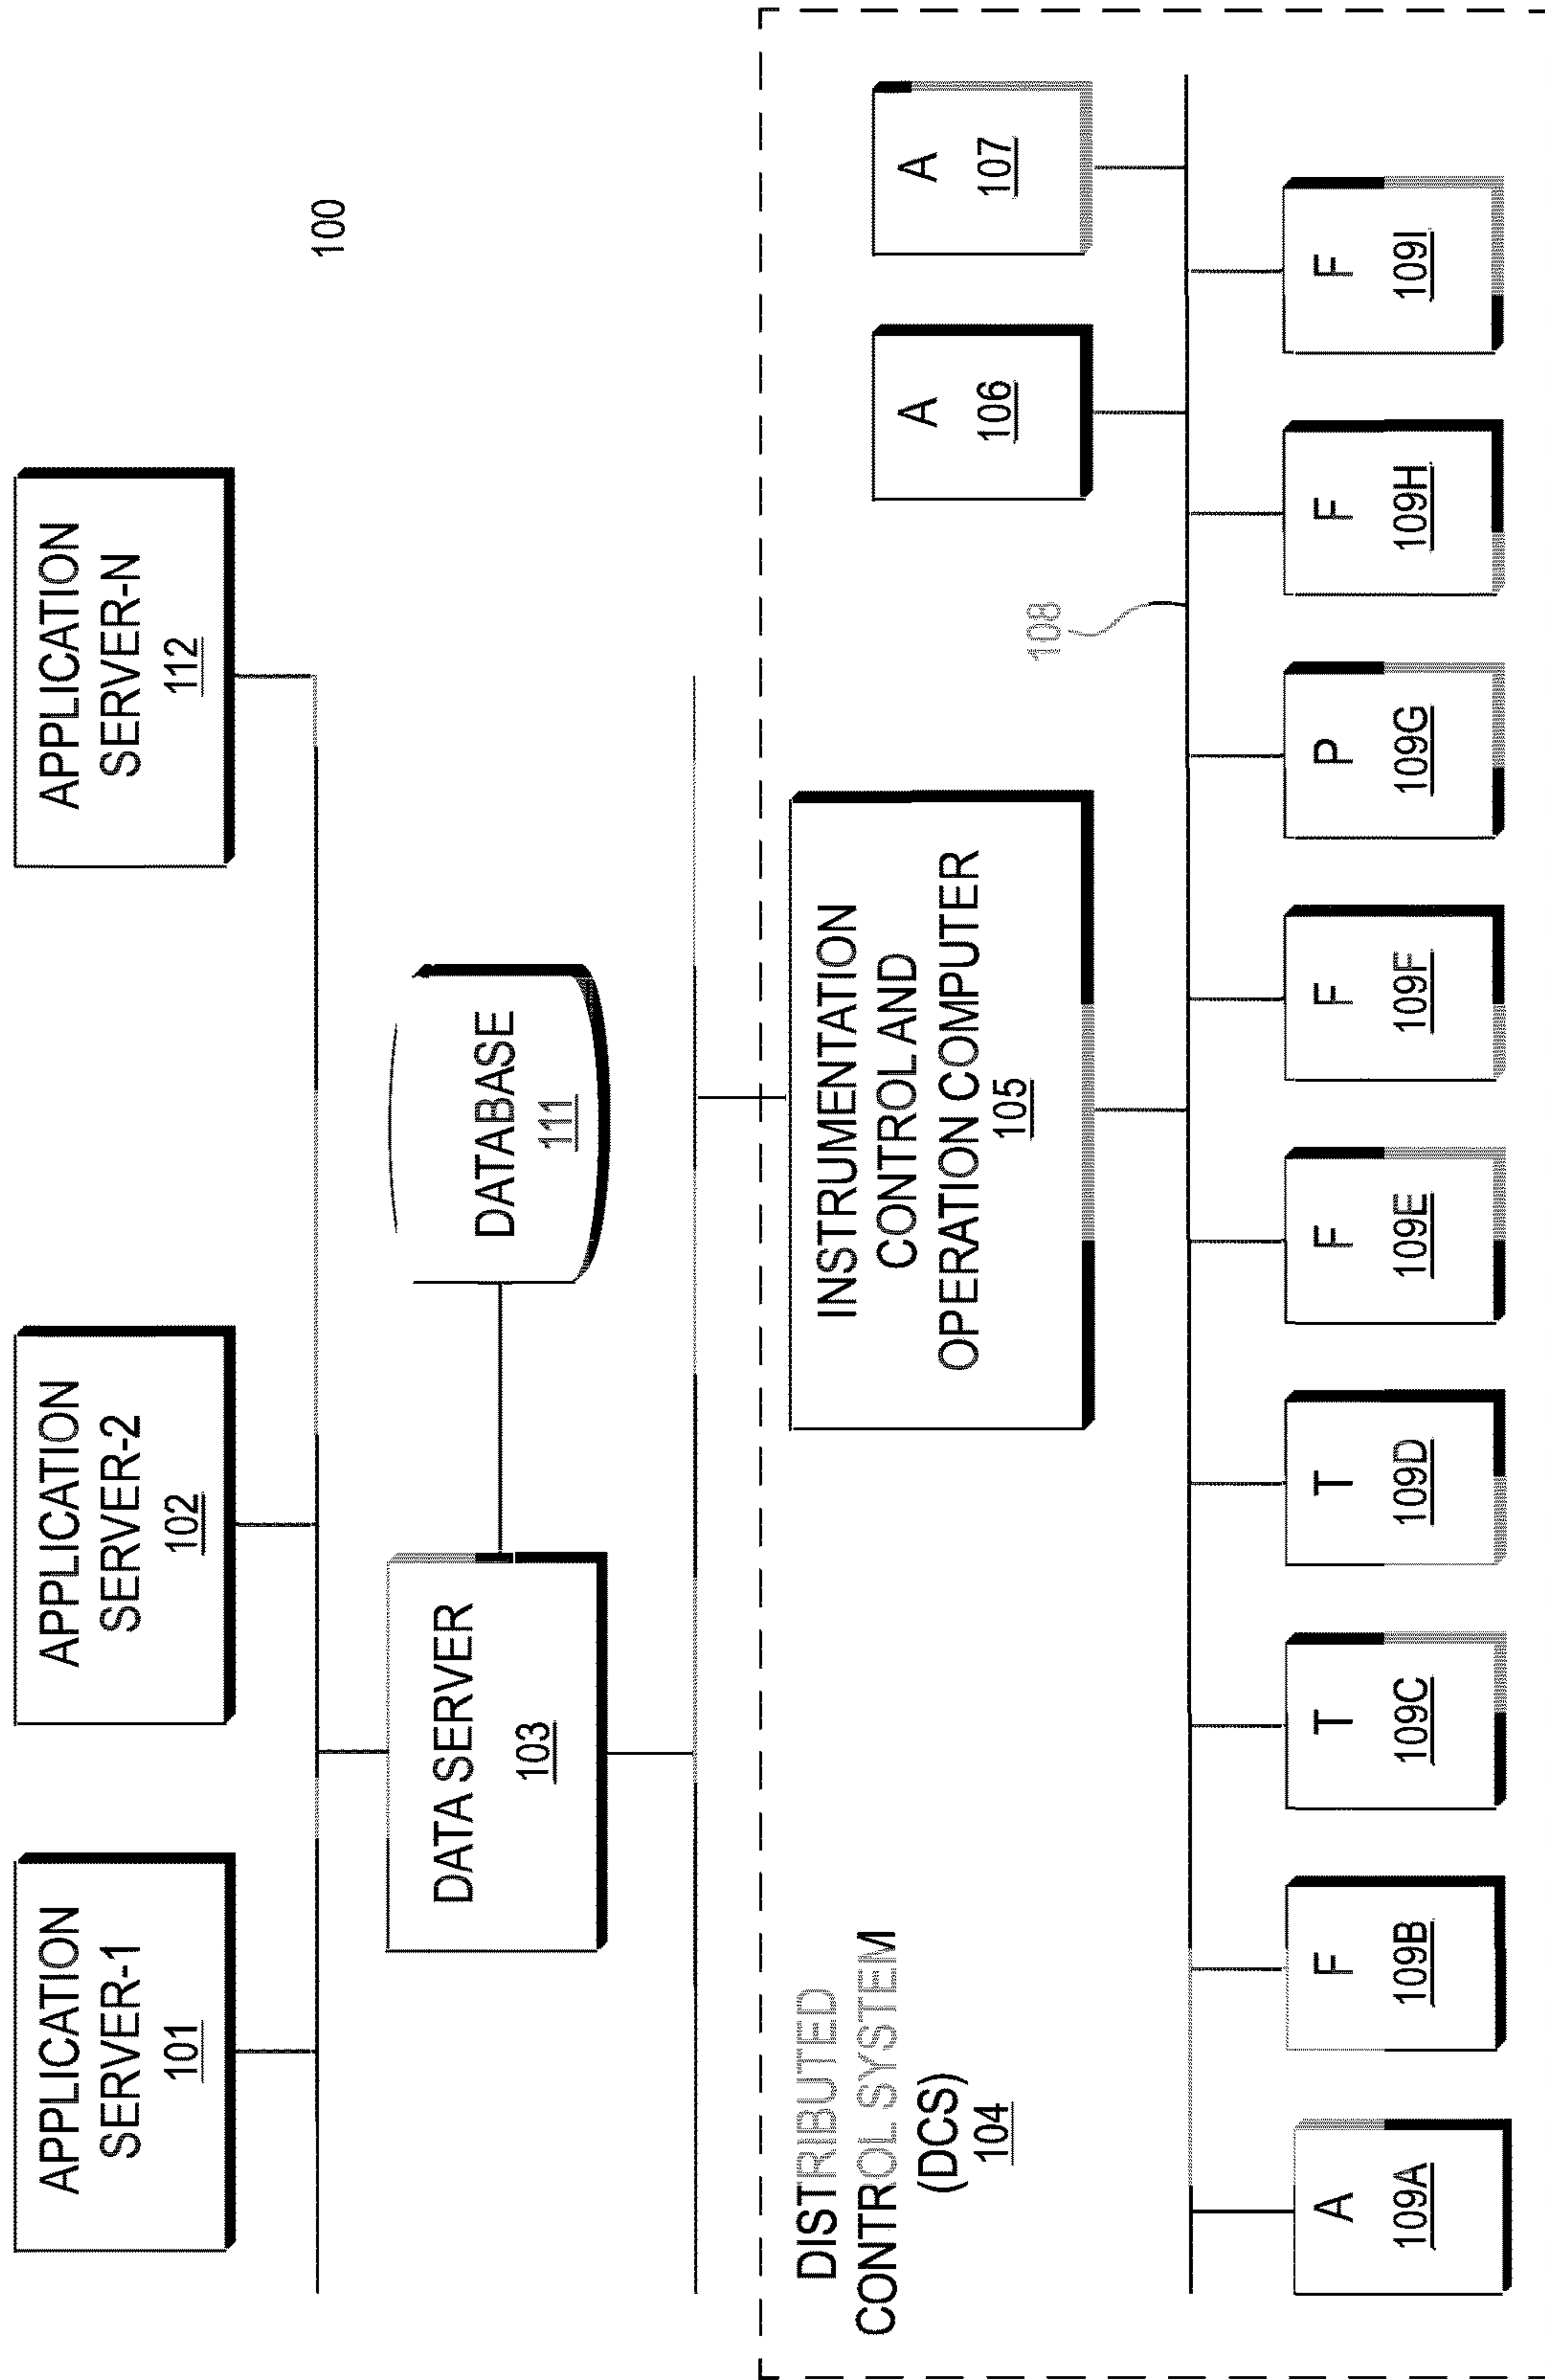 APPLICATION
SERVER-1
101
APPLICATION
SERVER-2
102
APPLICATION
SERVER-N
112
100
DATA SERVER
103
DATABASE
111
DISTRIBUTED
CONTROL SYSTEM
(DCS)
104
INSTRUMENTATION
CONTROL AND
OPERATION COMPUTER
105
A
106
A
107
108
A
109A
F
109B
T
109C
T
109D
F
109E
F
109F
P
109G
F
109H
F
109I